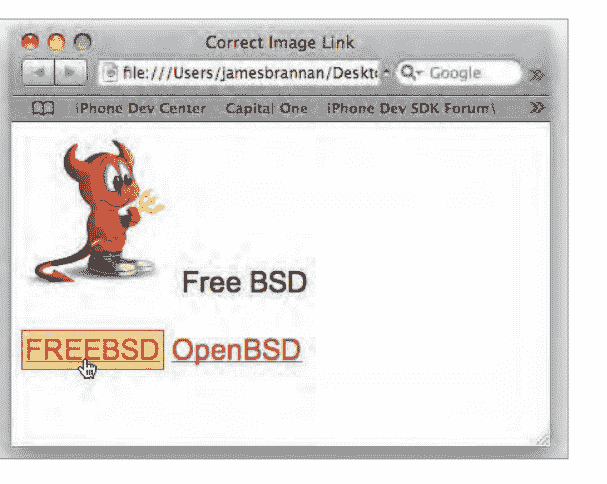 Correct Image Link
file:///Users/jamesbrannan/Deskt Google
iPhone Dev Center Capital One iPhone Dev SDK Forum\
Free BSD
FREEBSD OpenBSD